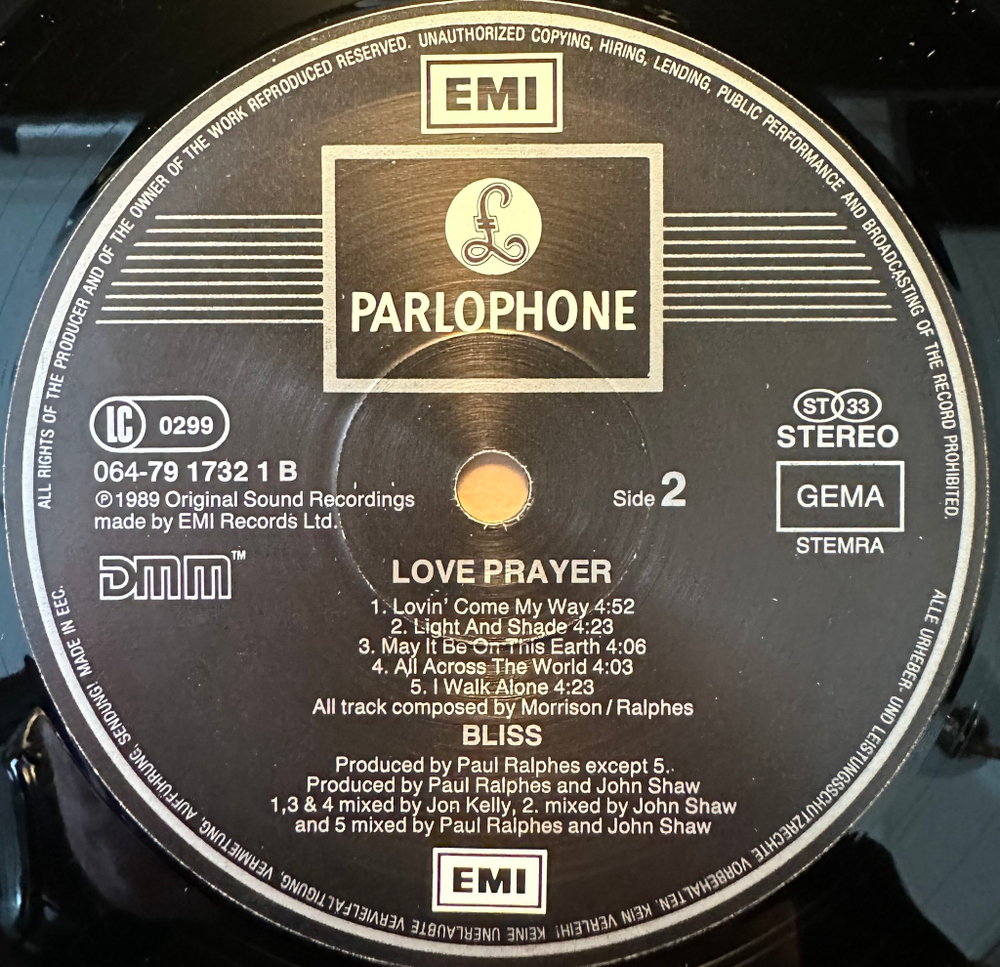 ALL RIGHTS OF THE PRODUCER AND OF THE OWNER OF THE WORK REPRODUCED RESERVED. UNAUTHORIZED COPYING, HIRING, LENDING, PUBLIC PERFORMANCE AND BROADCASTING OF THE RECORD PROHIBITED.
EMI
£
PARLOPHONE
LC 0299
064-79 1732 1 B
℗1989 Original Sound Recordings
made by EMI Records Ltd.
DMM™
Side 2
ST 33
STEREO
GEMA
STEMRA
LOVE PRAYER
1. Lovin' Come My Way 4:52
2. Light And Shade 4:23
3. May It Be On This Earth 4:06
4. All Across The World 4:03
5. I Walk Alone 4:23
All track composed by Morrison / Ralphes
BLISS
Produced by Paul Ralphes except 5.
Produced by Paul Ralphes and John Shaw
1,3 & 4 mixed by Jon Kelly, 2. mixed by John Shaw
and 5 mixed by Paul Ralphes and John Shaw
EMI
ALLE URHEBER- UND LEISTUNGSSCHUTZRECHTE VORBEHALTEN. KEIN VERLEIH! KEINE UNERLAUBTE VERVIELFALTIGUNG, VERMIETUNG, AUFFUHRUNG, SENDUNG! MADE IN EEC.